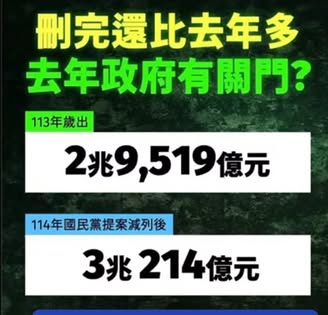 刪完還比去年多
去年政府有關門?
113年歲出
2兆9,519億元
114年國民黨提案減列後
3兆214億元